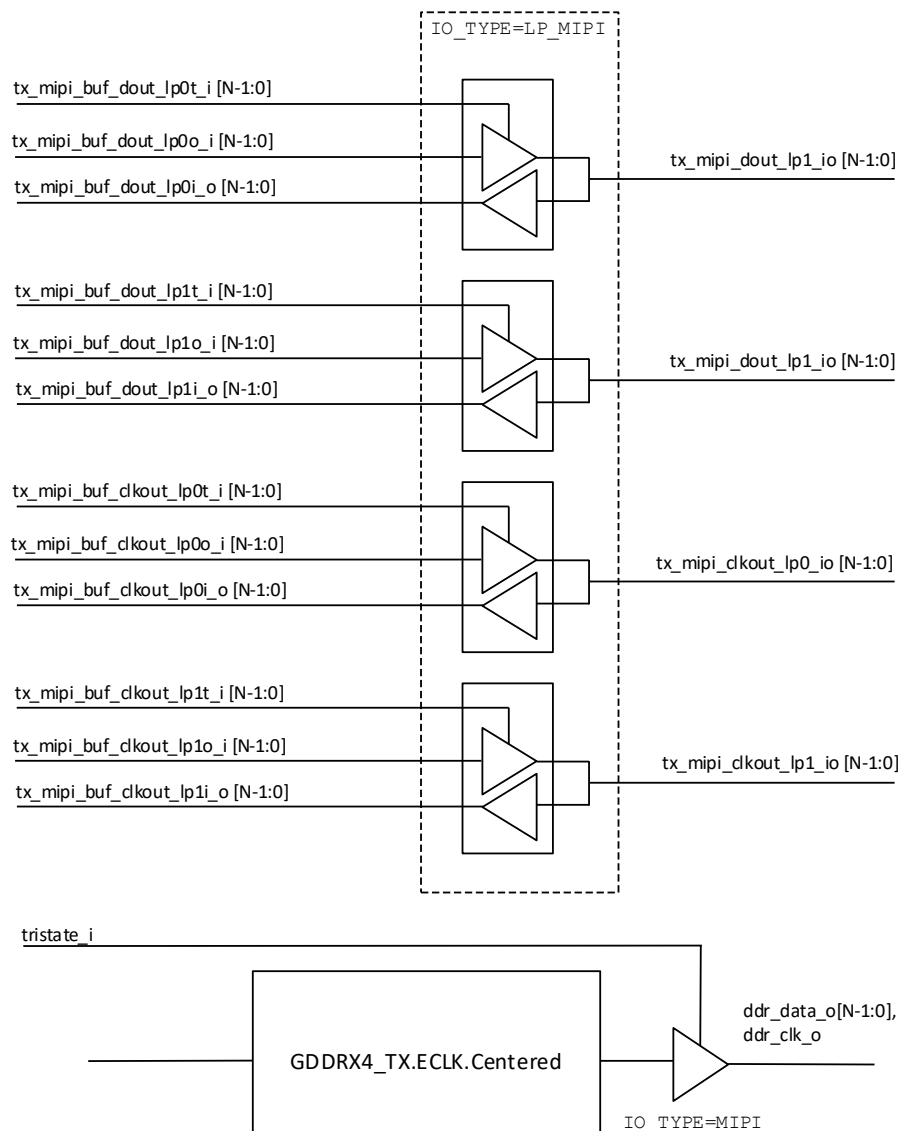 IO_TYPE=LP_MIPI
tx_mipi_buf_dout_lp0t_i [N-1:0]
tx_mipi_buf_dout_lp0o_i [N-1:0]
tx_mipi_dout_lp1_io [N-1:0]
tx_mipi_buf_dout_lp0i_o [N-1:0]
tx_mipi_buf_dout_lp1t_i [N-1:0]
tx_mipi_buf_dout_lp1o_i [N-1:0]
tx_mipi_dout_lp1_io [N-1:0]
tx_mipi_buf_dout_lp1i_o [N-1:0]
tx_mipi_buf_clkout_lp0t_i [N-1:0]
tx_mipi_buf_clkout_lp0o_i [N-1:0]
tx_mipi_clkout_lp0_io [N-1:0]
tx_mipi_buf_clkout_lp0i_o [N-1:0]
tx_mipi_buf_clkout_lp1t_i [N-1:0]
tx_mipi_buf_clkout_lp1o_i [N-1:0]
tx_mipi_clkout_lp1_io [N-1:0]
tx_mipi_buf_clkout_lp1i_o [N-1:0]
tristate_i
ddr_data_o[N-1:0],
ddr_clk_o
GDDRX4_TX.ECLK.Centered
IO_TYPE=MIPI